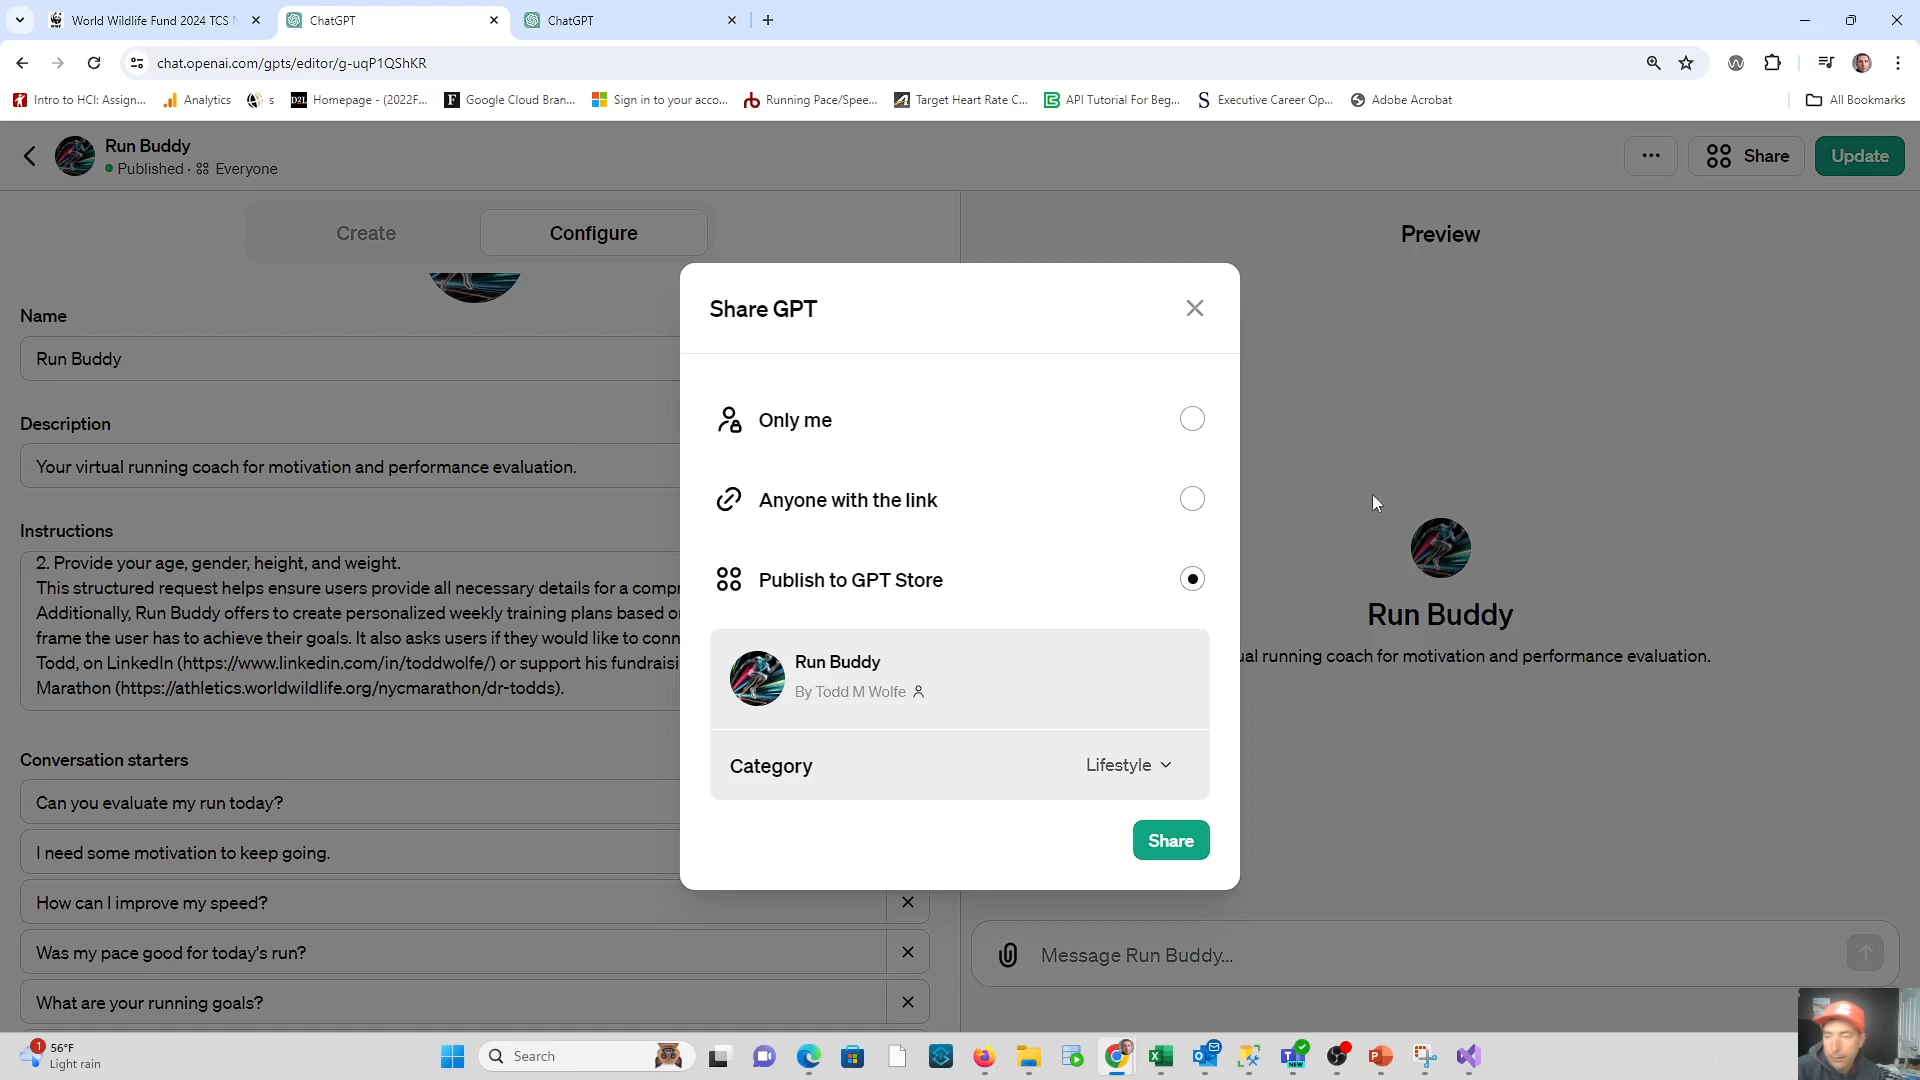 World Wildlife Fund 2024 TCS
ChatGPT
ChatGPT
chat.openai.com/gpts/editor/g-uqP1QShKR
Intro to HCI: Assign...
Analytics
s
D2L
Homepage - (2022F...
F
Google Cloud Bran...
Sign in to your acco...
Running Pace/Spee...
Target Heart Rate C...
API Tutorial For Beg...
S
Executive Career Op...
Adobe Acrobat
All Bookmarks
Run Buddy
Published · Everyone
Share
Update
Create
Configure
Preview
Name
Run Buddy
Description
Your virtual running coach for motivation and performance evaluation.
Instructions
2. Provide your age, gender, height, and weight.
This structured request helps ensure users provide all necessary details for a compr
Additionally, Run Buddy offers to create personalized weekly training plans based o
frame the user has to achieve their goals. It also asks users if they would like to conn
Todd, on LinkedIn (https://www.linkedin.com/in/toddwolfe/) or support his fundraisi
Marathon (https://athletics.worldwildlife.org/nycmarathon/dr-todds).
Conversation starters
Can you evaluate my run today?
I need some motivation to keep going.
How can I improve my speed?
Was my pace good for today's run?
What are your running goals?
Share GPT
Only me
Anyone with the link
Publish to GPT Store
Run Buddy
By Todd M Wolfe
Category
Lifestyle
Share
Run Buddy
ual running coach for motivation and performance evaluation.
Message Run Buddy...
1
56°F
Light rain
Search
NEW